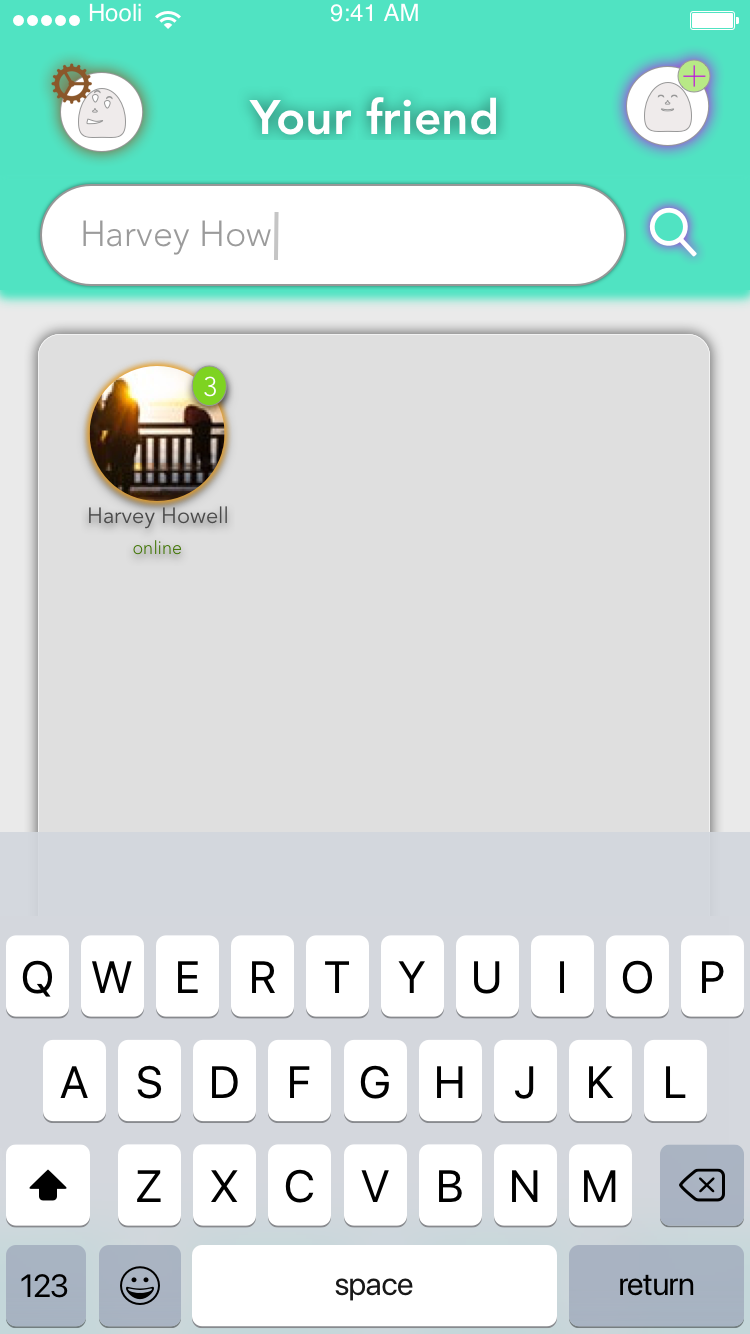 Hooli 9:41 AM
Your friend
Harvey How
3
Harvey Howell
online
Q W E R T Y U I O P
A S D F G H J K L
Z X C V B N M
123 space return